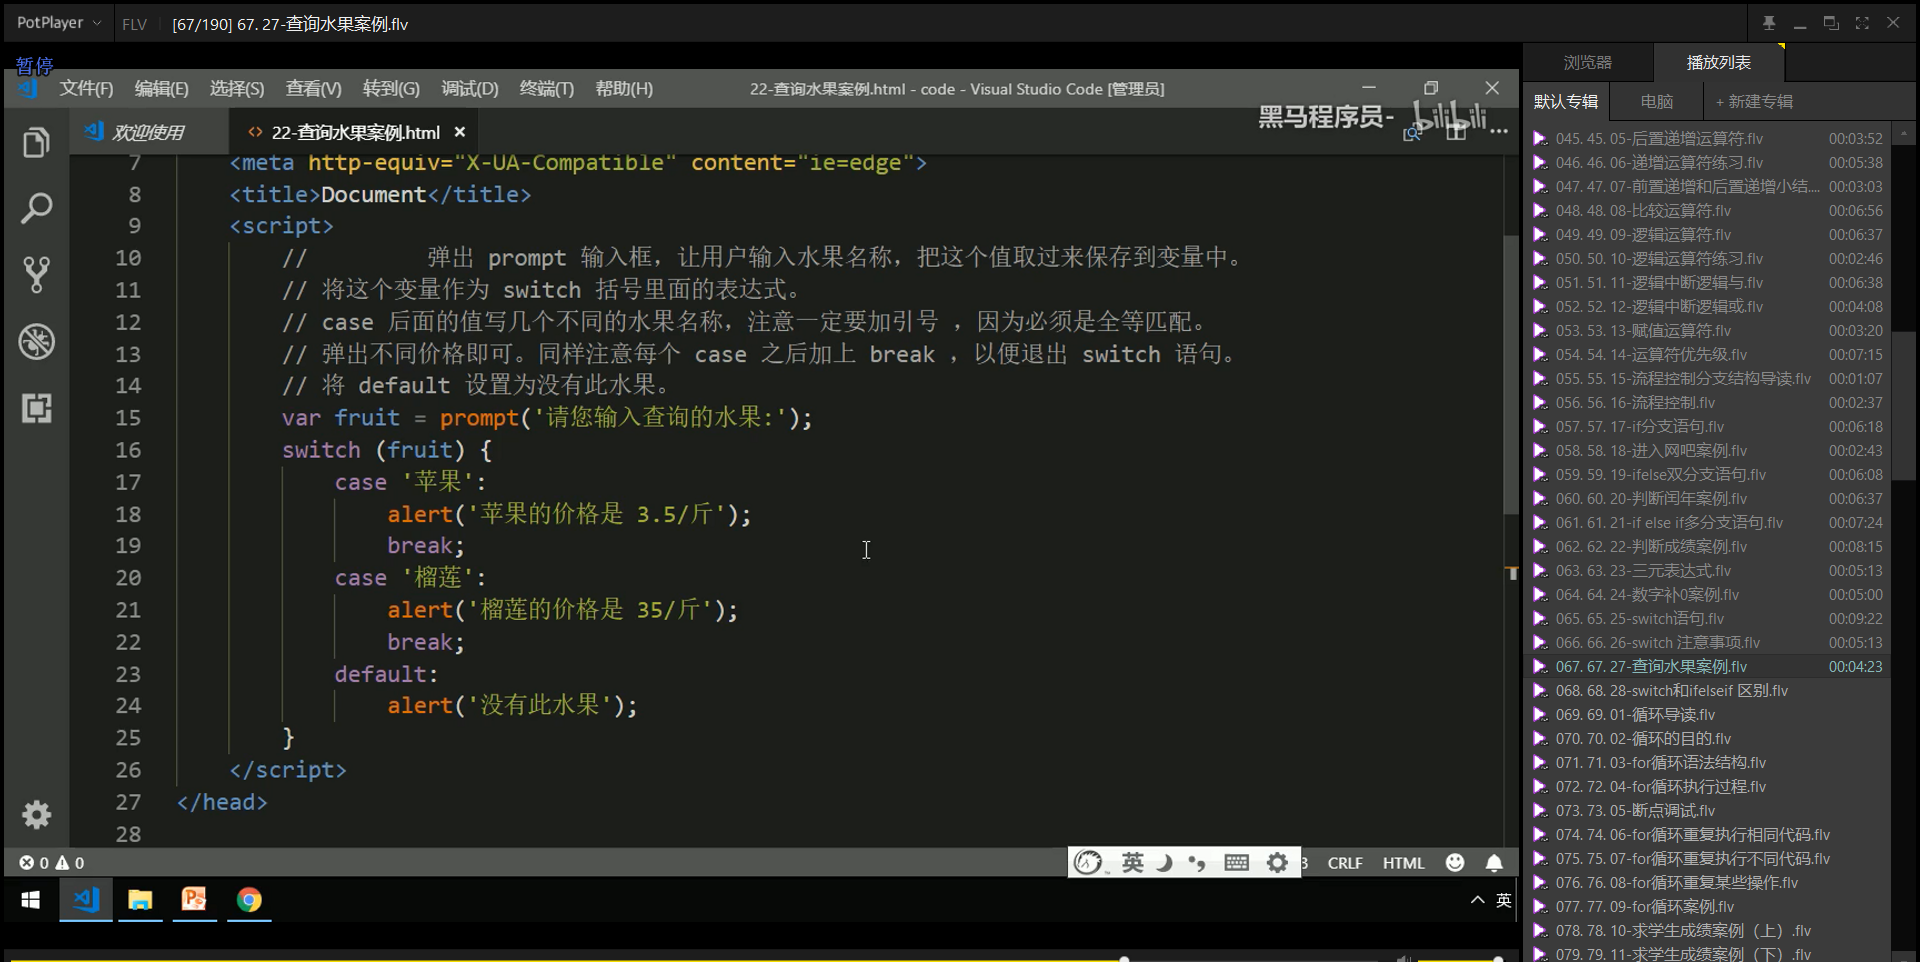 PotPlayer FLV [67/190] 67. 27-查询水果案例.flv
暂停
文件(F) 编辑(E) 选择(S) 查看(V) 转到(G) 调试(D) 终端(T) 帮助(H) 22-查询水果案例.html - code - Visual Studio Code [管理员]
欢迎使用 <> 22-查询水果案例.html ×
黑马程序员- bilibili
7 <meta http-equiv="X-UA-Compatible" content="ie=edge">
8 <title>Document</title>
9 <script>
10 // 弹出 prompt 输入框，让用户输入水果名称，把这个值取过来保存到变量中。
11 // 将这个变量作为 switch 括号里面的表达式。
12 // case 后面的值写几个不同的水果名称，注意一定要加引号 ，因为必须是全等匹配。
13 // 弹出不同价格即可。同样注意每个 case 之后加上 break ，以便退出 switch 语句。
14 // 将 default 设置为没有此水果。
15 var fruit = prompt('请您输入查询的水果:');
16 switch (fruit) {
17 case '苹果':
18 alert('苹果的价格是 3.5/斤');
19 break;
20 case '榴莲':
21 alert('榴莲的价格是 35/斤');
22 break;
23 default:
24 alert('没有此水果');
25 }
26 </script>
27 </head>
28
0 0
英
3 CRLF HTML
英
浏览器 播放列表
默认专辑 电脑 + 新建专辑
045. 45. 05-后置递增运算符.flv 00:03:52
046. 46. 06-递增运算符练习.flv 00:05:38
047. 47. 07-前置递增和后置递增小结.... 00:03:03
048. 48. 08-比较运算符.flv 00:06:56
049. 49. 09-逻辑运算符.flv 00:06:37
050. 50. 10-逻辑运算符练习.flv 00:02:46
051. 51. 11-逻辑中断逻辑与.flv 00:06:38
052. 52. 12-逻辑中断逻辑或.flv 00:04:08
053. 53. 13-赋值运算符.flv 00:03:20
054. 54. 14-运算符优先级.flv 00:07:15
055. 55. 15-流程控制分支结构导读.flv 00:01:07
056. 56. 16-流程控制.flv 00:02:37
057. 57. 17-if分支语句.flv 00:06:18
058. 58. 18-进入网吧案例.flv 00:02:43
059. 59. 19-ifelse双分支语句.flv 00:06:08
060. 60. 20-判断闰年案例.flv 00:06:37
061. 61. 21-if else if多分支语句.flv 00:07:24
062. 62. 22-判断成绩案例.flv 00:08:15
063. 63. 23-三元表达式.flv 00:05:13
064. 64. 24-数字补0案例.flv 00:05:00
065. 65. 25-switch语句.flv 00:09:22
066. 66. 26-switch 注意事项.flv 00:05:13
067. 67. 27-查询水果案例.flv 00:04:23
068. 68. 28-switch和ifelseif 区别.flv
069. 69. 01-循环导读.flv
070. 70. 02-循环的目的.flv
071. 71. 03-for循环语法结构.flv
072. 72. 04-for循环执行过程.flv
073. 73. 05-断点调试.flv
074. 74. 06-for循环重复执行相同代码.flv
075. 75. 07-for循环重复执行不同代码.flv
076. 76. 08-for循环重复某些操作.flv
077. 77. 09-for循环案例.flv
078. 78. 10-求学生成绩案例（上）.flv
079. 79. 11-求学生成绩案例（下）.flv